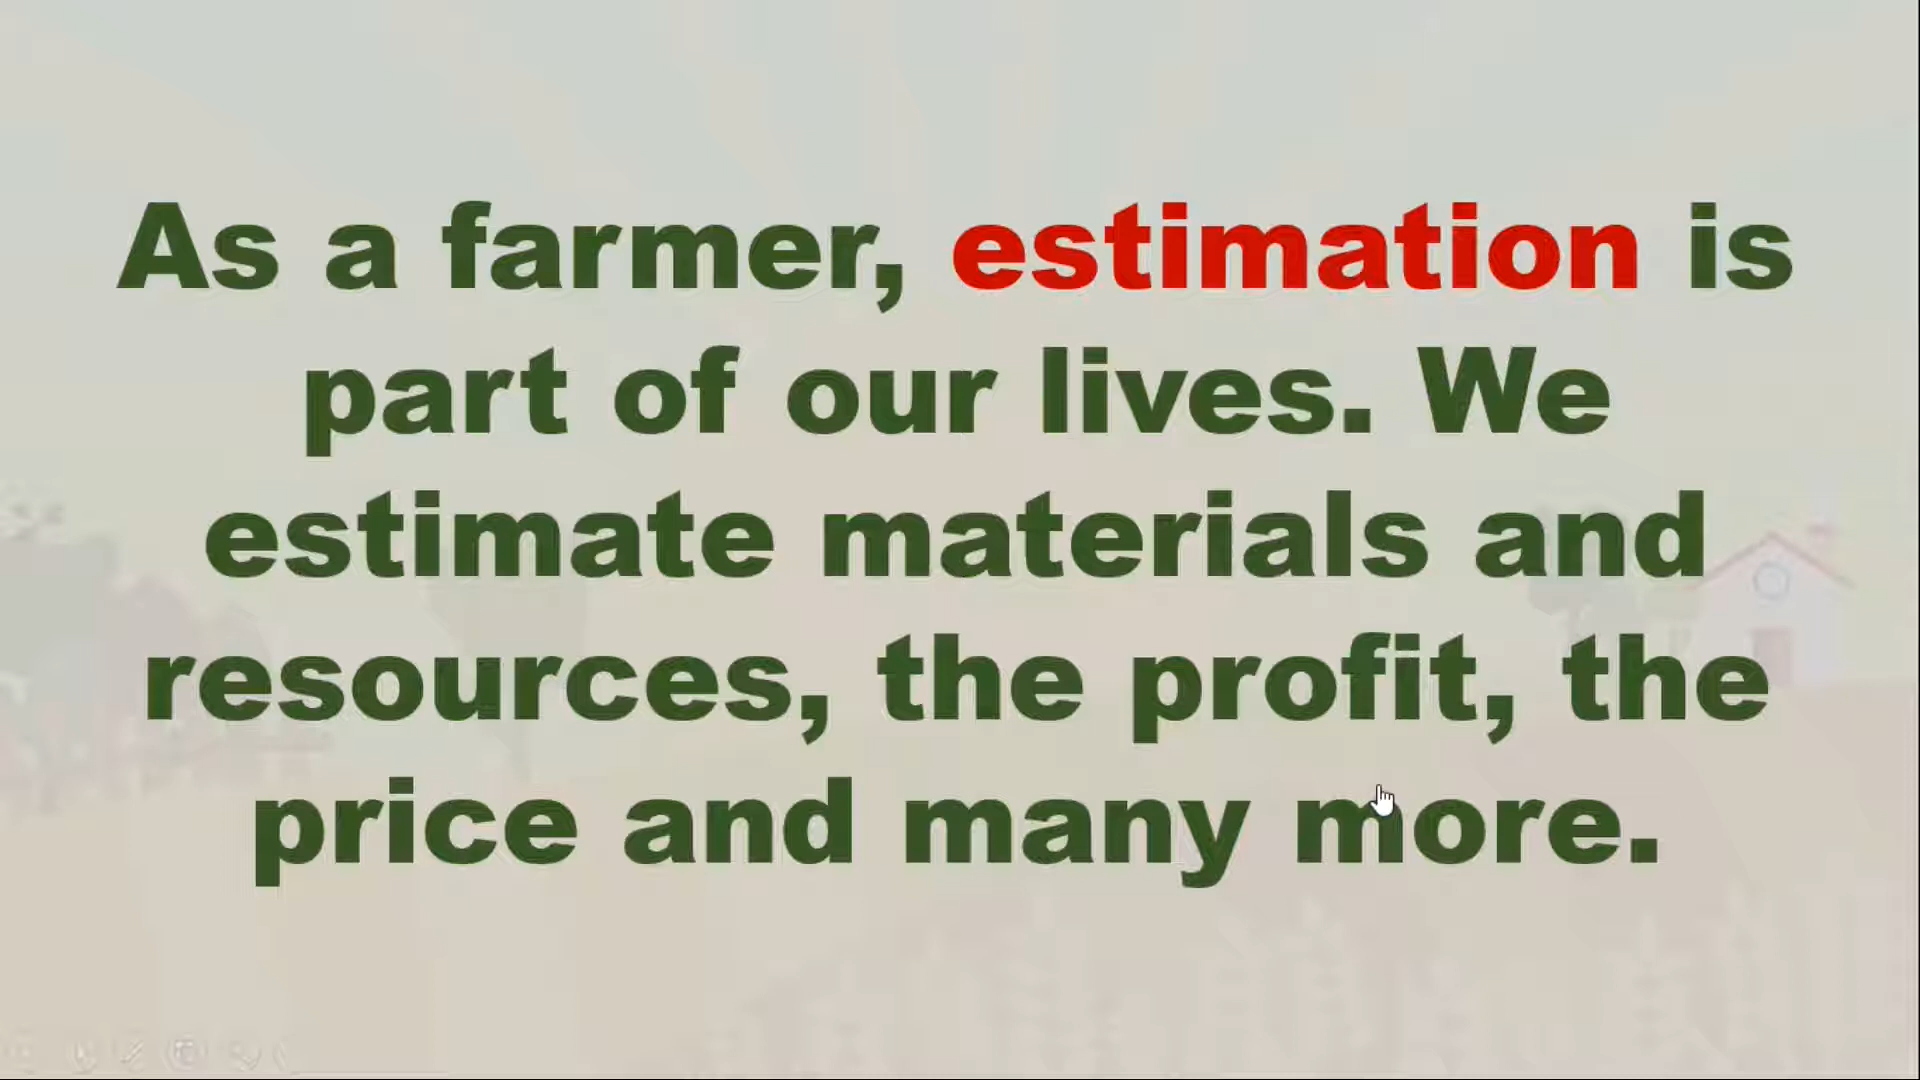 As a farmer, estimation is
part of our lives. We
estimate materials and
resources, the profit, the
price and many more.